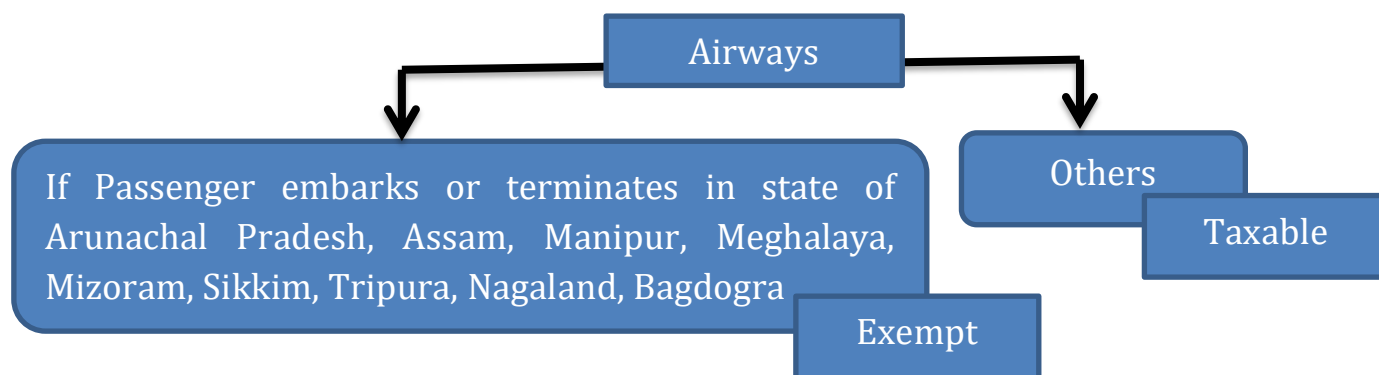 Airways
If Passenger embarks or terminates in state of
Arunachal Pradesh, Assam, Manipur, Meghalaya,
Mizoram, Sikkim, Tripura, Nagaland, Bagdogra
Exempt
Others
Taxable